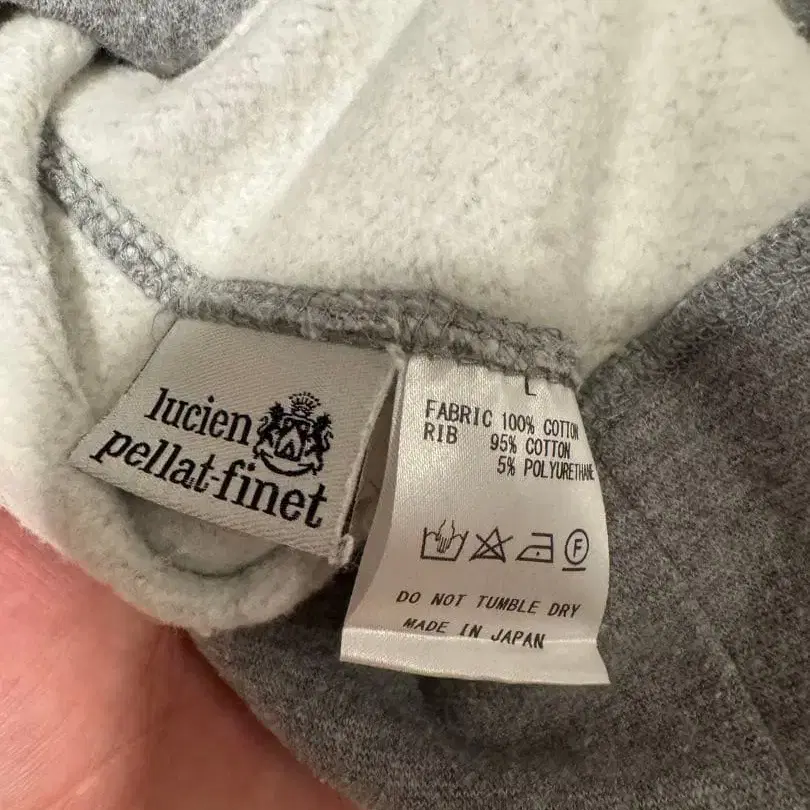 lucien
pellat-finet
L
FABRIC 100% COTTON
RIB 95% COTTON
5% POLYURETHANE
F
DO NOT TUMBLE DRY
MADE IN JAPAN